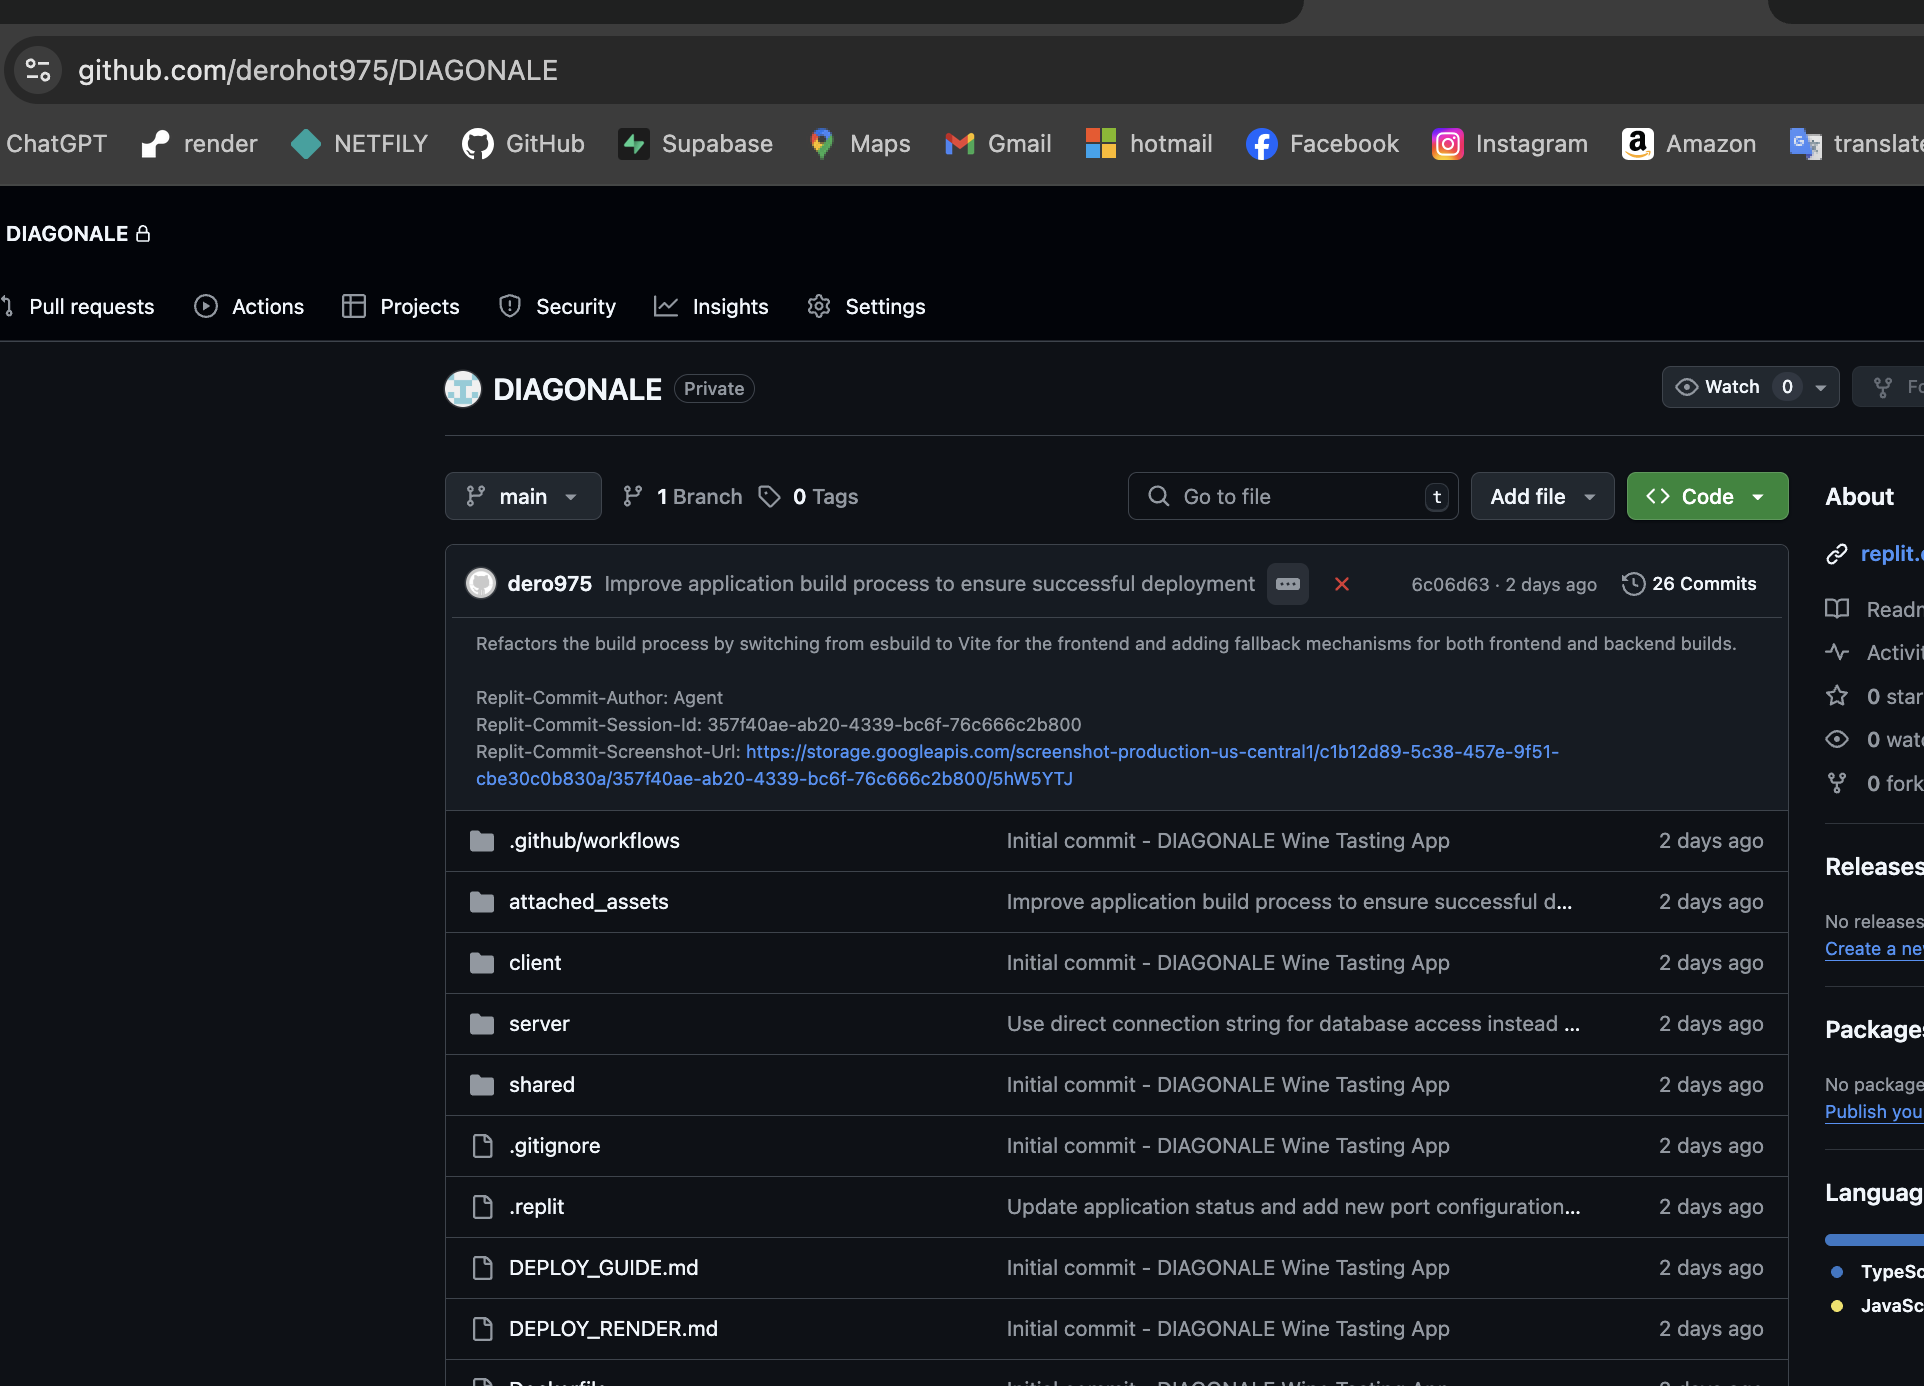 github.com/derohot975/DIAGONALE
ChatGPT render NETFILY GitHub Supabase Maps Gmail hotmail Facebook Instagram Amazon translate
DIAGONALE
Pull requests Actions Projects Security Insights Settings
DIAGONALE Private
Watch 0
main 1 Branch 0 Tags
Go to file t
Add file
Code
About
dero975 Improve application build process to ensure successful deployment
6c06d63 · 2 days ago 26 Commits
Refactors the build process by switching from esbuild to Vite for the frontend and adding fallback mechanisms for both frontend and backend builds.
Replit-Commit-Author: Agent
Replit-Commit-Session-Id: 357f40ae-ab20-4339-bc6f-76c666c2b800
Replit-Commit-Screenshot-Url: https://storage.googleapis.com/screenshot-production-us-central1/c1b12d89-5c38-457e-9f51-
cbe30c0b830a/357f40ae-ab20-4339-bc6f-76c666c2b800/5hW5YTJ
.github/workflows Initial commit - DIAGONALE Wine Tasting App 2 days ago
attached_assets Improve application build process to ensure successful d... 2 days ago
client Initial commit - DIAGONALE Wine Tasting App 2 days ago
server Use direct connection string for database access instead ... 2 days ago
shared Initial commit - DIAGONALE Wine Tasting App 2 days ago
.gitignore Initial commit - DIAGONALE Wine Tasting App 2 days ago
.replit Update application status and add new port configuration... 2 days ago
DEPLOY_GUIDE.md Initial commit - DIAGONALE Wine Tasting App 2 days ago
DEPLOY_RENDER.md Initial commit - DIAGONALE Wine Tasting App 2 days ago
replit.
Readm
Activit
0 star
0 wat
0 fork
Releases
No releases
Create a ne
Packages
No package
Publish you
Languag
TypeSc
JavaSc